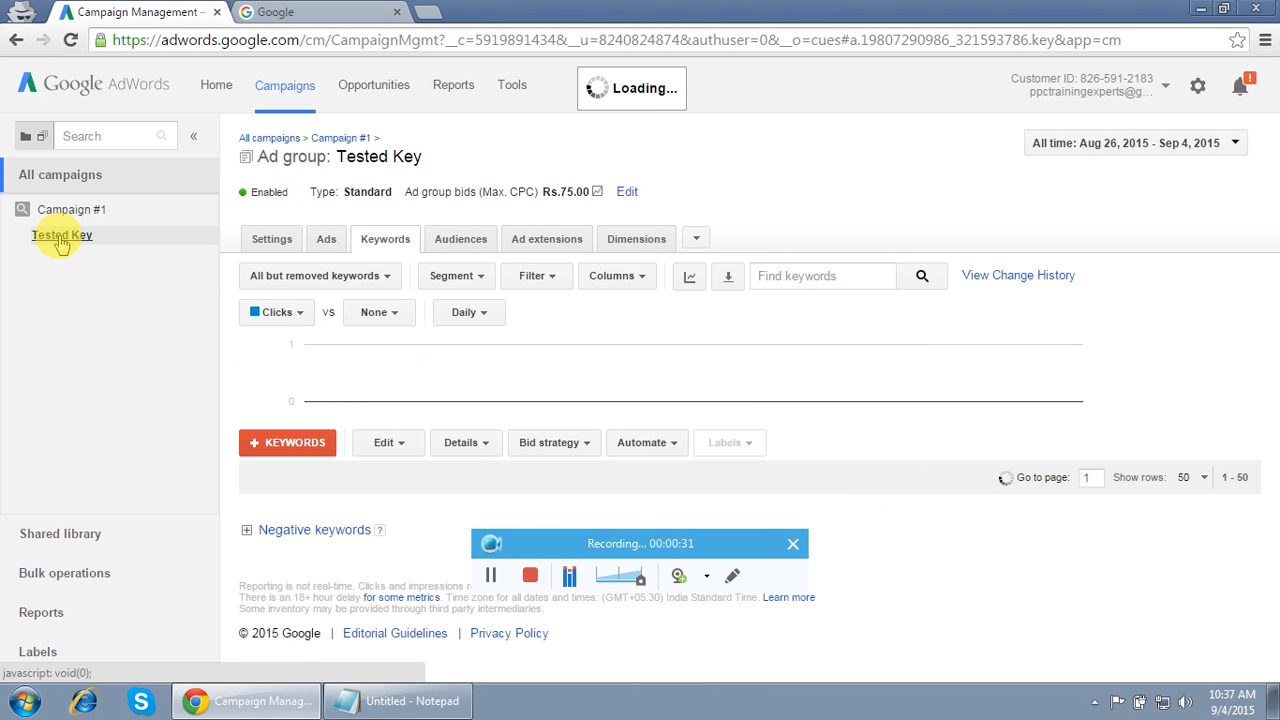 Campaign Management –
Google
https://adwords.google.com/cm/CampaignMgmt?__c=5919891434&__u=8240824874&authuser=0&__o=cues#a.19807290986_321593786.key&app=cm
Google AdWords
Home
Campaigns
Opportunities
Reports
Tools
Loading...
Customer ID: 826-591-2183
ppctrainingexperts@g...
!
Search
«
All campaigns > Campaign #1 >
Ad group: Tested Key
All time: Aug 26, 2015 - Sep 4, 2015
All campaigns
Enabled Type: Standard Ad group bids (Max. CPC) Rs.75.00 Edit
Campaign #1
Tested Key
Settings
Ads
Keywords
Audiences
Ad extensions
Dimensions
All but removed keywords
Segment
Filter
Columns
Find keywords
View Change History
Clicks
VS
None
Daily
1
0
+ KEYWORDS
Edit
Details
Bid strategy
Automate
Labels
Go to page: 1 Show rows: 50 1 - 50
Negative keywords ?
Recording... 00:00:31
Shared library
Bulk operations
Reports
Labels
Reporting is not real-time. Clicks and impressions r
There is an 18+ hour delay for some metrics. Time zone for all dates and times: (GMT+05:30) India Standard Time. Learn more
Some inventory may be provided through third party intermediaries.
© 2015 Google | Editorial Guidelines | Privacy Policy
javascript: void(0);
Campaign Manag...
Untitled - Notepad
10:37 AM
9/4/2015